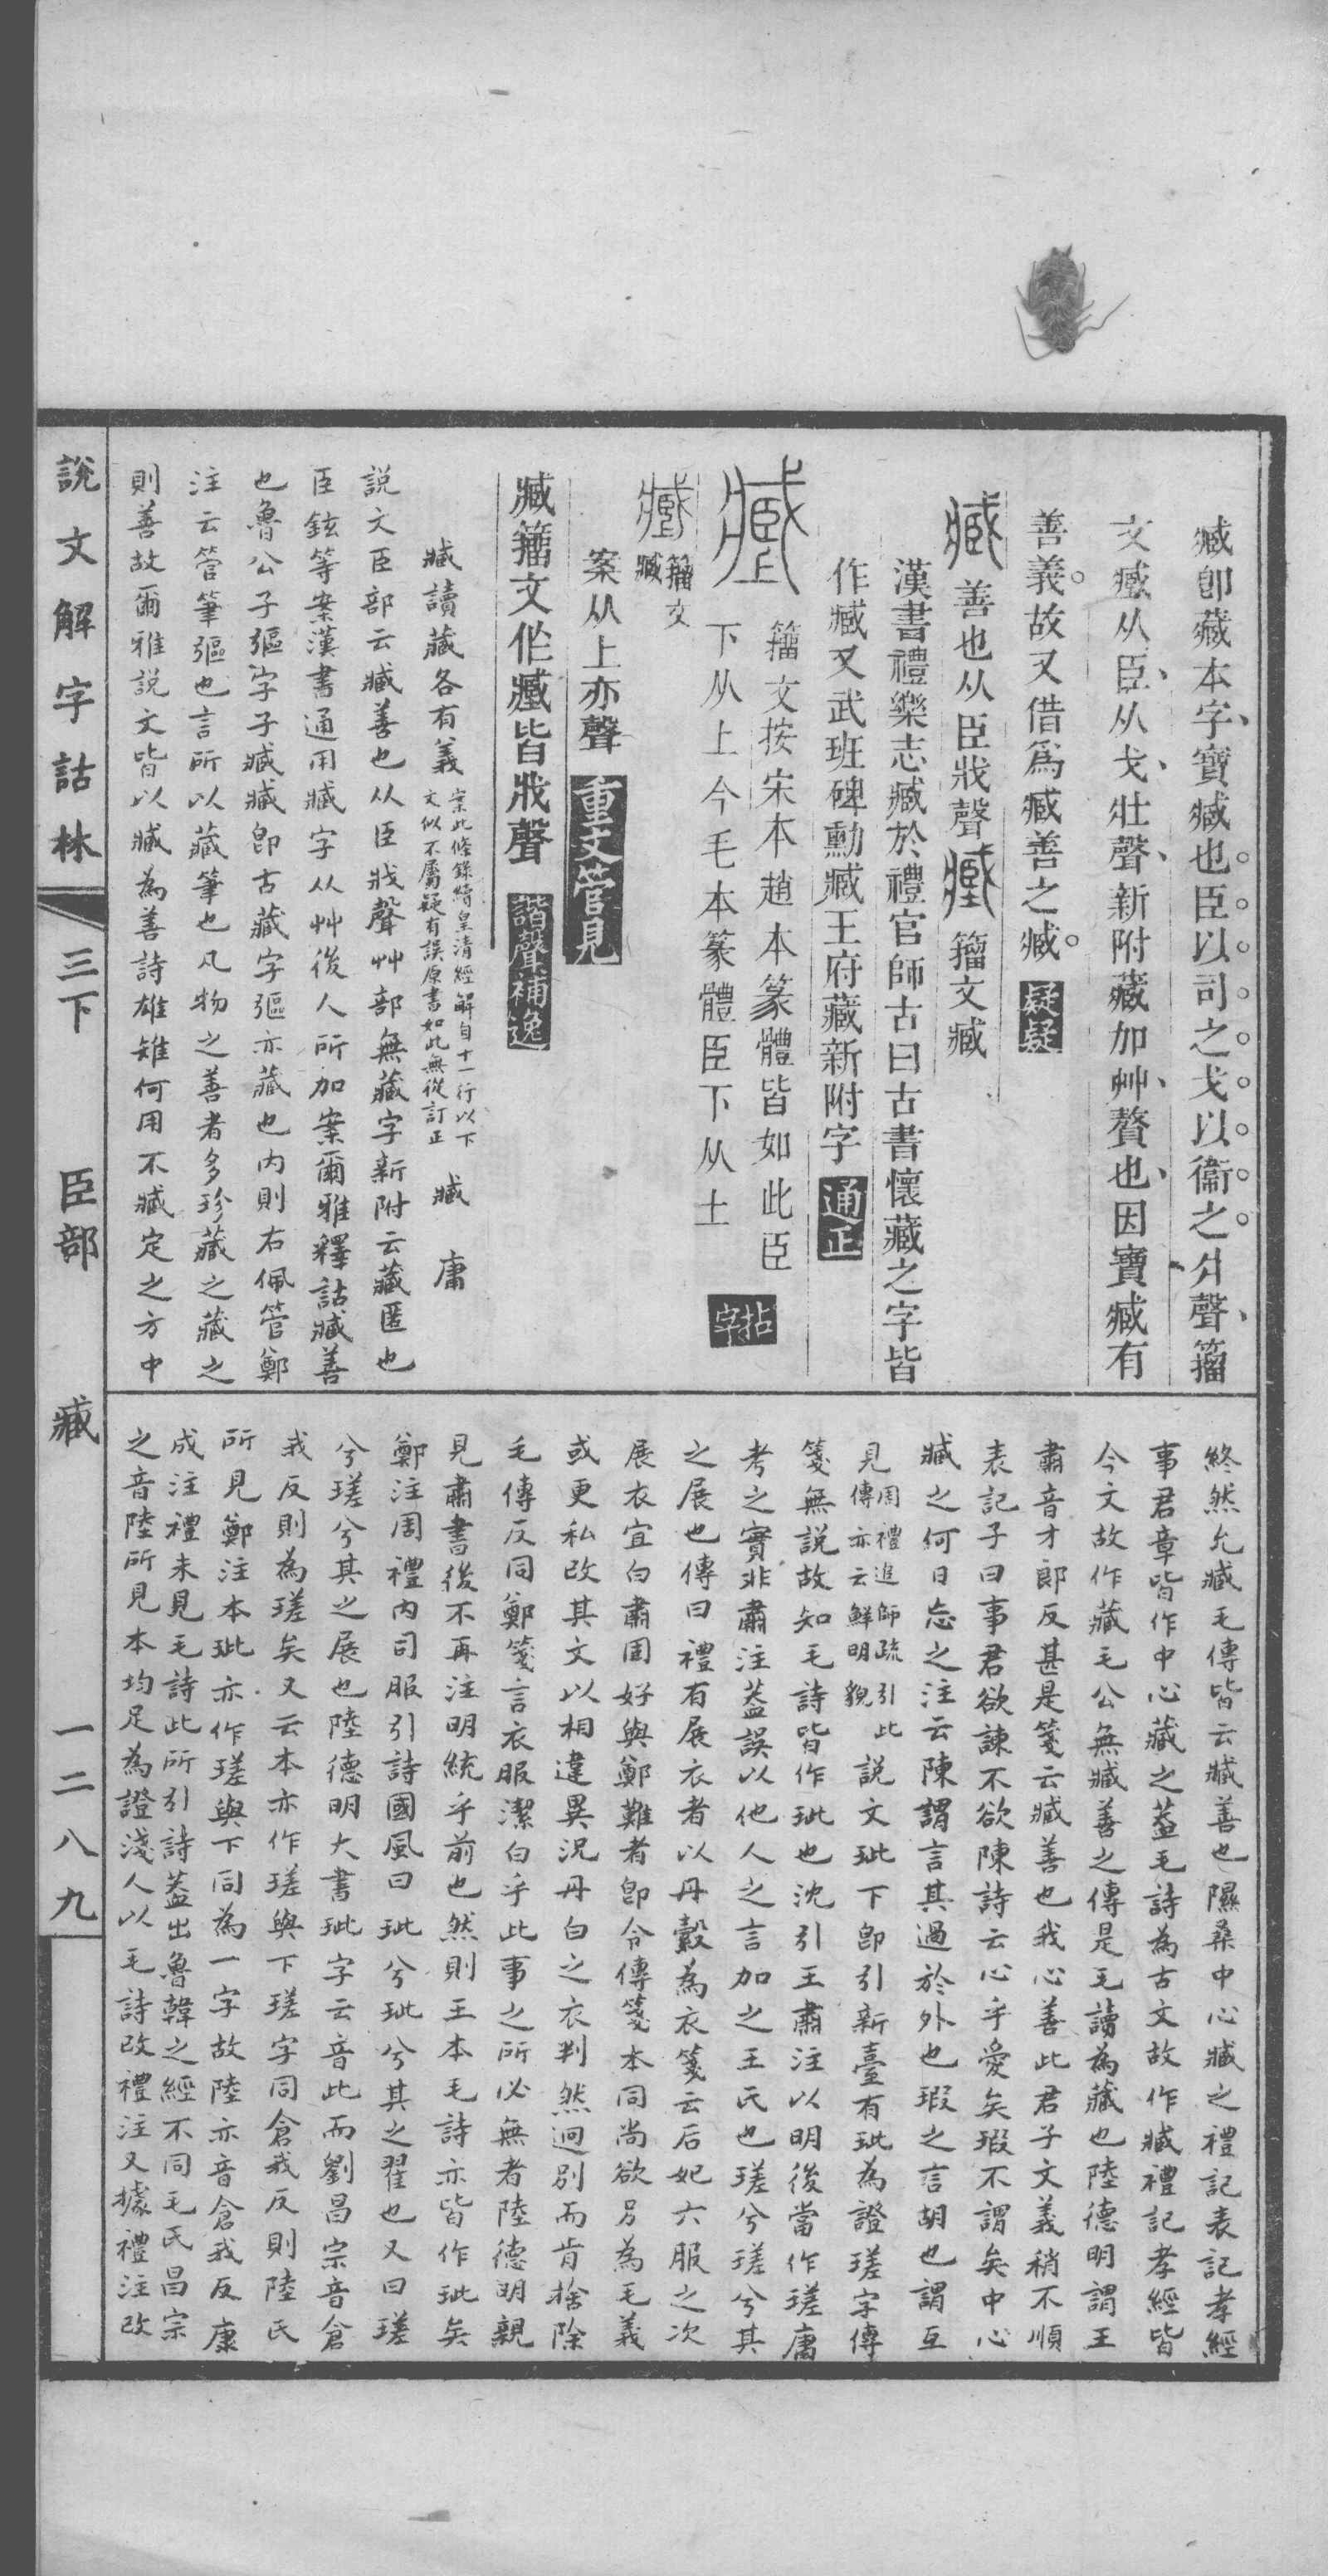 臧卽藏本字寶臧也臣以司之戈以衞之爿聲籀
文𦣥从臣从戈壯聲新附藏加艸贅也因寶臧有
善義故又借爲臧善之臧 疑疑
臧 善也从臣戕聲 籀文臧
漢書禮樂志臧於禮官師古曰古書懷藏之字皆
作臧又武班碑勳臧王府藏新附字 通正
籀文按宋本趙本篆體皆如此臣
下从上今毛本篆體臣下从土 拈字
籀文
臧
案从上亦聲 重文管見
臧籀文作𦣥皆戕聲 諧聲補逸
臧讀藏各有義 案此條錄綺皇清經解自十一行以下
文似不屬疑有誤原書如此無從訂正 臧 庸
說文臣部云臧善也从臣戕聲艸部無藏字新附云藏匿也
臣鉉等案漢書通用臧字从艸後人所加案爾雅釋詁臧善
也魯公子彄字子臧臧卽古藏字彄亦藏也內則右佩管鄭
注云管筆彄也言所以藏筆也凡物之善者多珍藏之藏之
則善故爾雅說文皆以臧為善詩雄雉何用不臧定之方中
終然允臧毛傳皆云臧善也隰桑中心臧之禮記表記孝經
事君章皆作中心藏之蓋毛詩為古文故作臧禮記孝經皆
今文故作藏毛公無臧善之傳是毛讀為藏也陸德明謂王
肅音才郎反甚是箋云臧善也我心善此君子文義稍不順
表記子曰事君欲諫不欲陳詩云心乎愛矣瑕不謂矣中心
臧之何日忘之注云陳謂言其過於外也瑕之言胡也謂亙
見 周禮追師疏引此
傳亦云鮮明貌 說文玼下卽引新臺有玼為證瑳字傳
箋無說故知毛詩皆作玼也沈引王肅注以明後當作瑳庸
考之實非肅注蓋誤以他人之言加之王氏也瑳兮瑳兮其
之展也傳曰禮有展衣者以丹縠為衣箋云后妃六服之次
展衣宜白肅固好與鄭難者卽令傳箋本同尚欲另為毛義
或更私改其文以相違異況丹白之衣判然迥別而肯捨除
毛傳反同鄭箋言衣服潔白乎此事之所必無者陸德明親
見肅書後不再注明統乎前也然則王本毛詩亦皆作玼矣
鄭注周禮內司服引詩國風曰玼兮玼兮其之翟也又曰瑳
兮瑳兮其之展也陸德明大書玼字云音此而劉昌宗音倉
我反則為瑳矣又云本亦作瑳與下瑳字同倉我反則陸氏
所見鄭注本玼亦作瑳與下同為一字故陸亦音倉我反康
成注禮未見毛詩此所引詩蓋出魯韓之經不同毛氏昌宗
之音陸所見本均足為證淺人以毛詩改禮注又據禮注改
說文解字詁林 三下 臣部 臧 一二八九